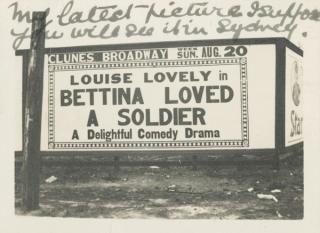 My latest picture I suppose
you will see it in Sydney.
CLUNES BROADWAY WEEK SUN. AUG. 20
LOUISE LOVELY in
BETTINA LOVED
A SOLDIER
A Delightful Comedy Drama